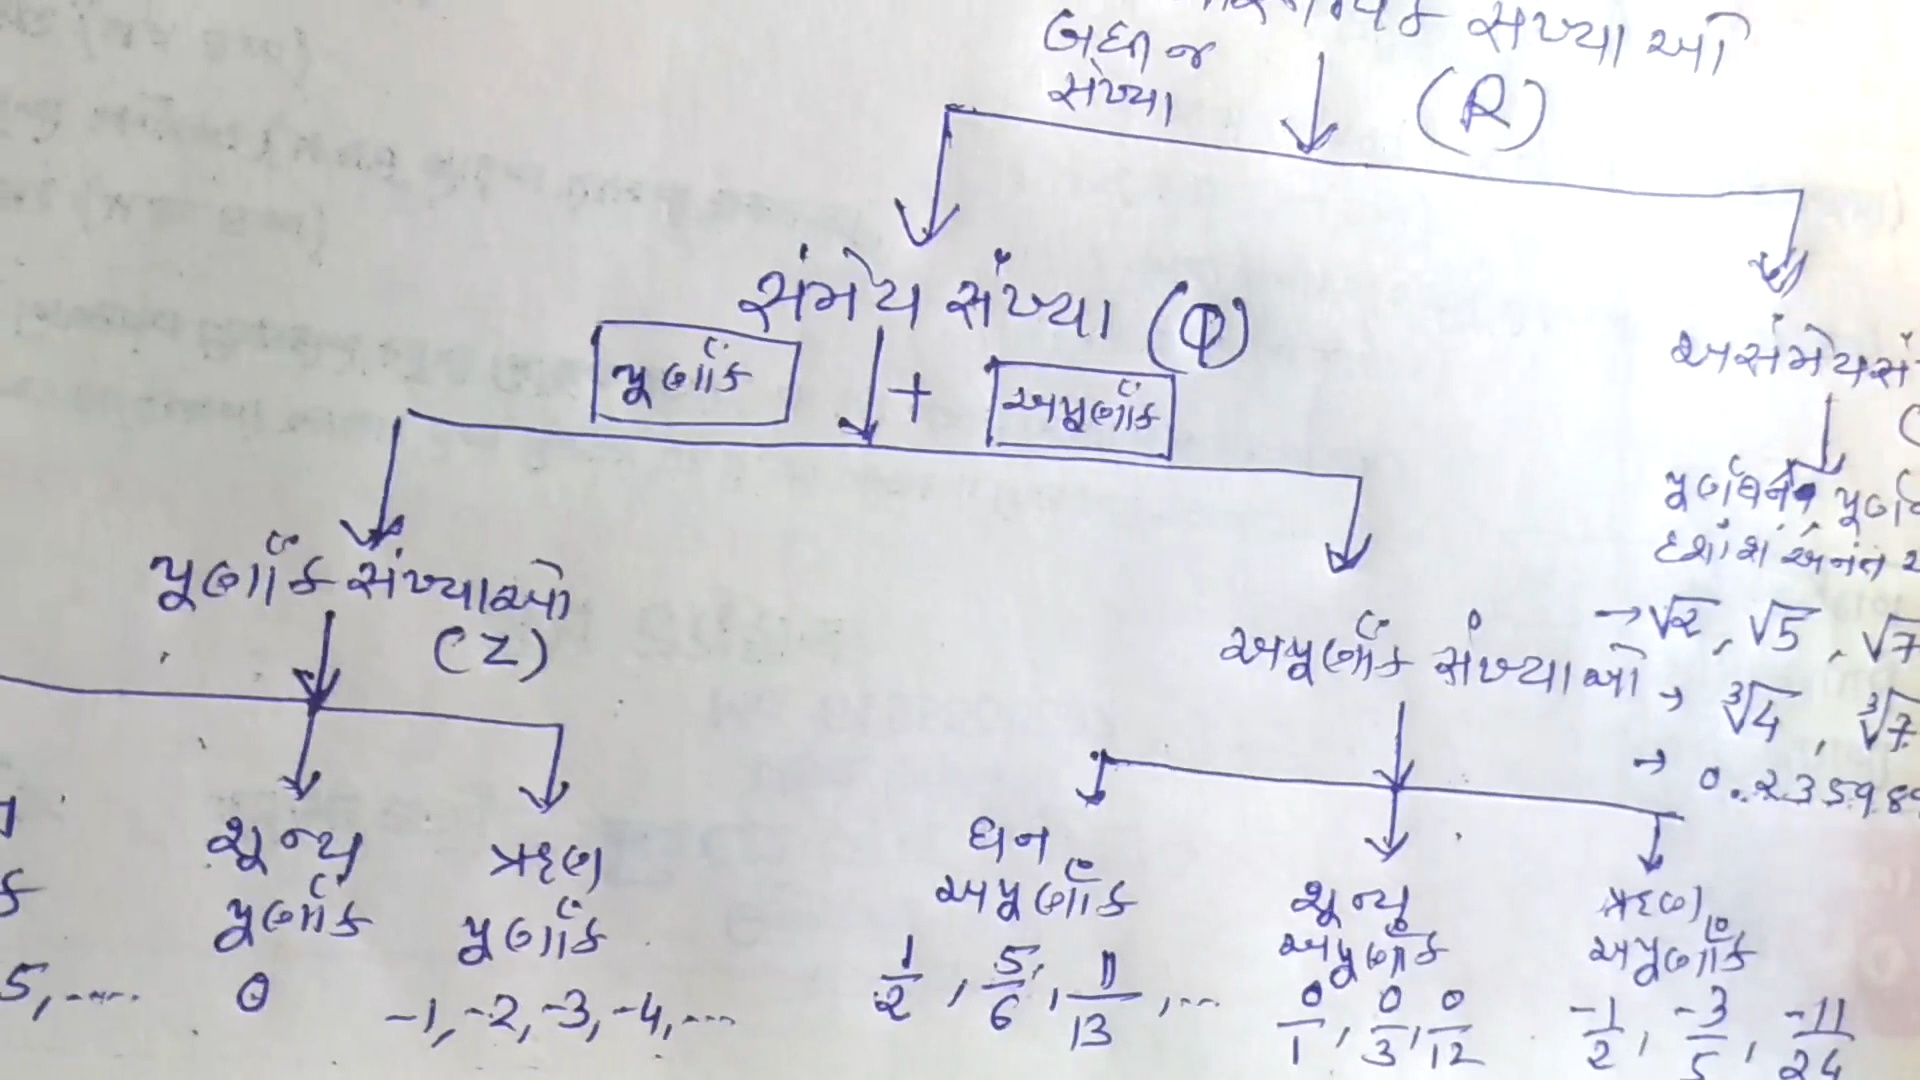 સંખ્યાઓ
બધી જ
સંખ્યા
(R)
સંમેય સંખ્યા (Q)
પૂર્ણાંક + અપૂર્ણાંક
પૂર્ણાંક સંખ્યાઓ
(Z)
અપૂર્ણાંક સંખ્યાઓ
અસંમેય સં
દશાંશ અનંત
→ √2, √5, √7
→ ∛4, ∛7
→ 0.235989
શૂન્ય
પૂર્ણાંક
0
ઋણ
પૂર્ણાંક
-1, -2, -3, -4, ...
5, ....
ધન
અપૂર્ણાંક
1/2, 5/6, 11/13, ...
શૂન્ય
અપૂર્ણાંક
0/1, 0/3, 0/12
ઋણ
અપૂર્ણાંક
-1/2, -3/5, -11/24